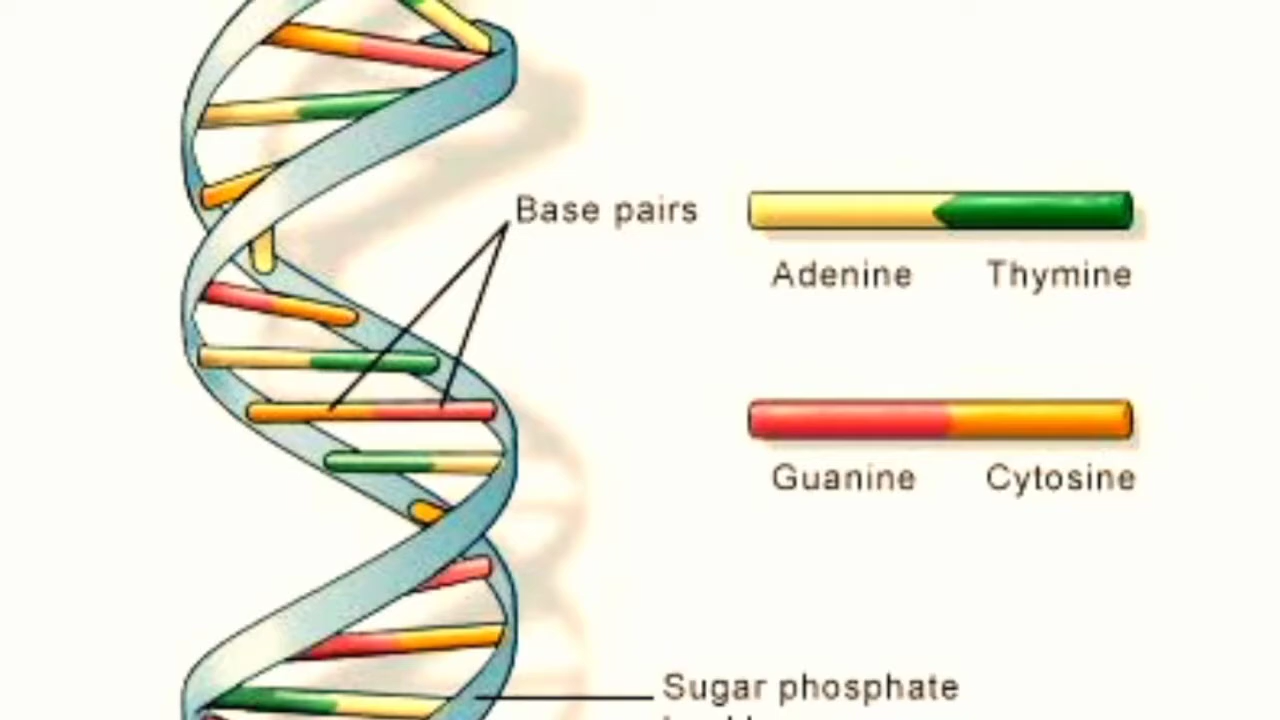 Base pairs
Adenine Thymine
Guanine Cytosine
Sugar phosphate